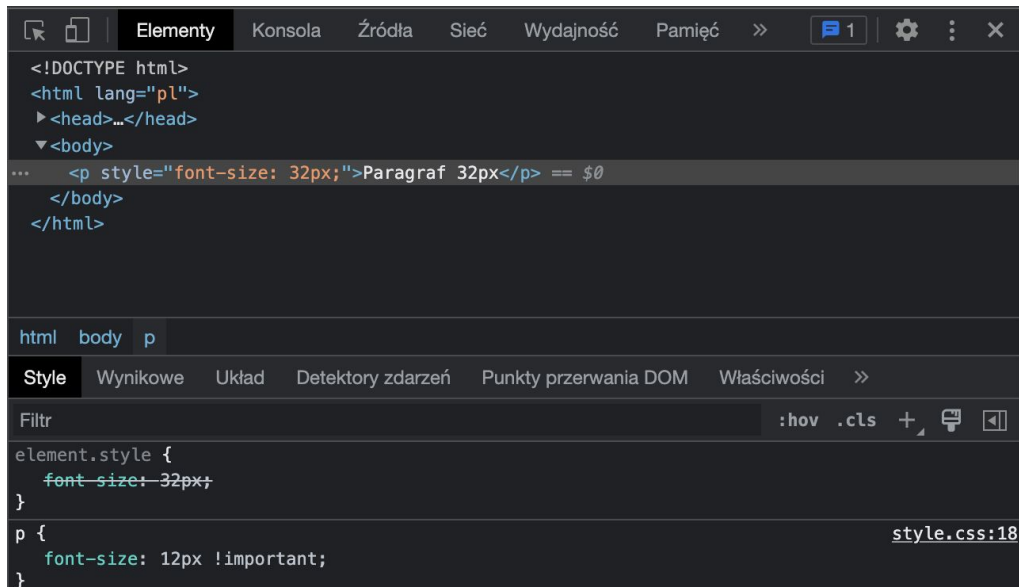 Elementy Konsola Źródła Sieć Wydajność Pamięć » 1
<!DOCTYPE html>
<html lang="pl">
<head>…</head>
<body>
… <p style="font-size: 32px;">Paragraf 32px</p> == $0
</body>
</html>
html body p
Style Wynikowe Układ Detektory zdarzeń Punkty przerwania DOM Właściwości »
Filtr :hov .cls +
element.style {
font-size: 32px;
}
p { style.css:18
font-size: 12px !important;
}